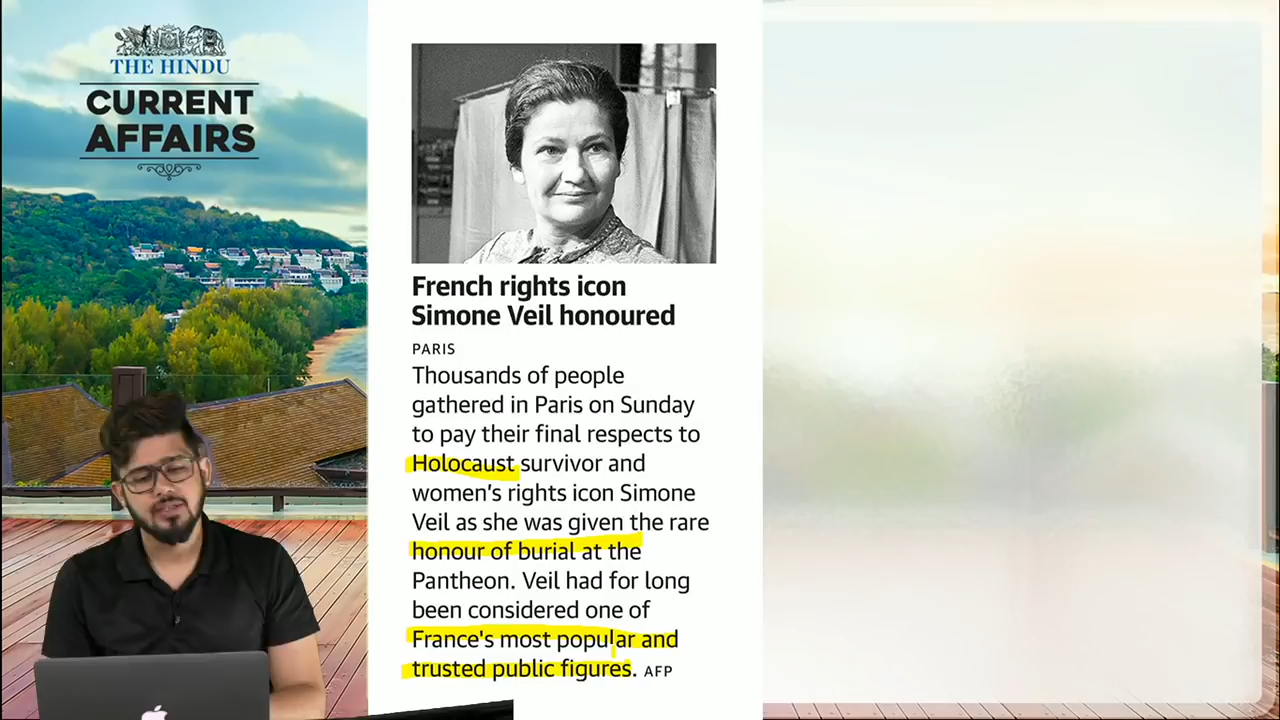 THE HINDU
CURRENT
AFFAIRS
French rights icon
Simone Veil honoured
PARIS
Thousands of people
gathered in Paris on Sunday
to pay their final respects to
Holocaust survivor and
women's rights icon Simone
Veil as she was given the rare
honour of burial at the
Pantheon. Veil had for long
been considered one of
France's most popular and
trusted public figures. AFP